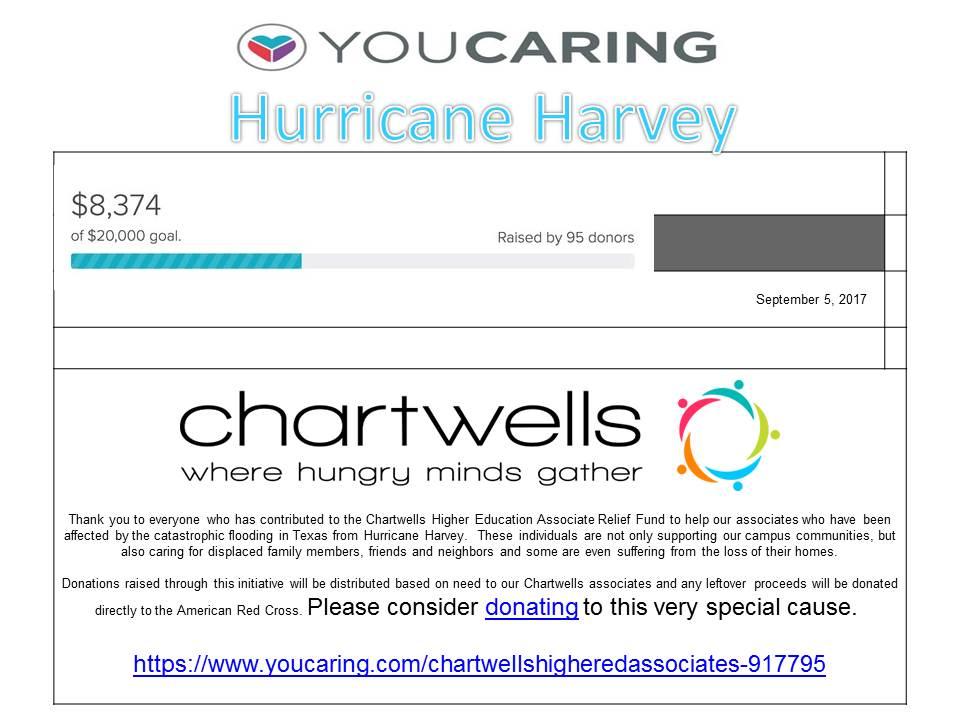 YOUCARING
Hurricane Harvey
$8,374
of $20,000 goal.
Raised by 95 donors
September 5, 2017
chartwells
where hungry minds gather
Thank you to everyone who has contributed to the Chartwells Higher Education Associate Relief Fund to help our associates who have been
affected by the catastrophic flooding in Texas from Hurricane Harvey. These individuals are not only supporting our campus communities, but
also caring for displaced family members, friends and neighbors and some are even suffering from the loss of their homes.
Donations raised through this initiative will be distributed based on need to our Chartwells associates and any leftover proceeds will be donated
directly to the American Red Cross. Please consider donating to this very special cause.
https://www.youcaring.com/chartwellshigheredassociates-917795